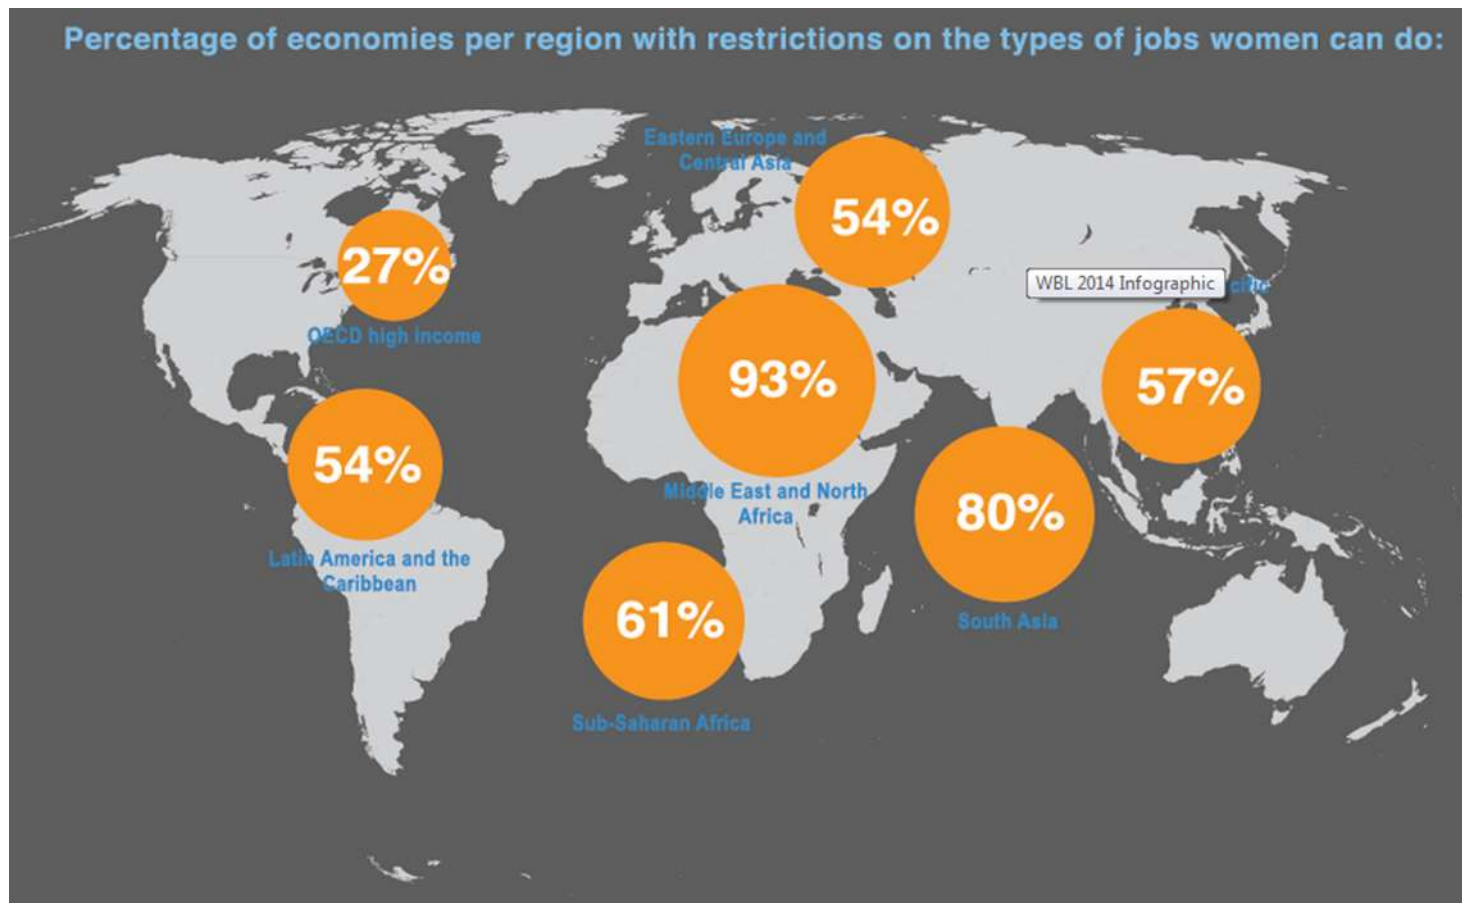 Percentage of economies per region with restrictions on the types of jobs women can do:
Eastern Europe and
Central Asia
54%
27%
OECD high income
WBL 2014 Infographic
93%
57%
54%
Middle East and North
Africa
80%
Latin America and the
Caribbean
61%
South Asia
Sub-Saharan Africa